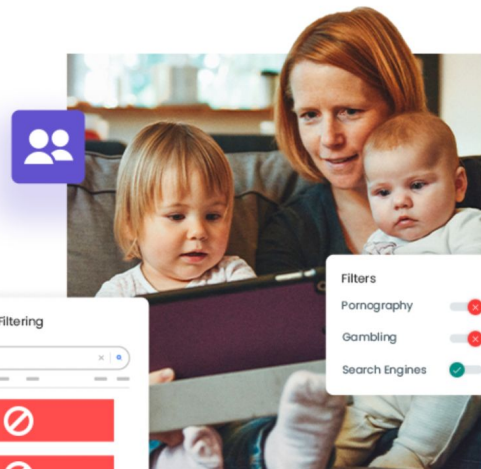 Filtering
Filters
Pornography
Gambling
Search Engines